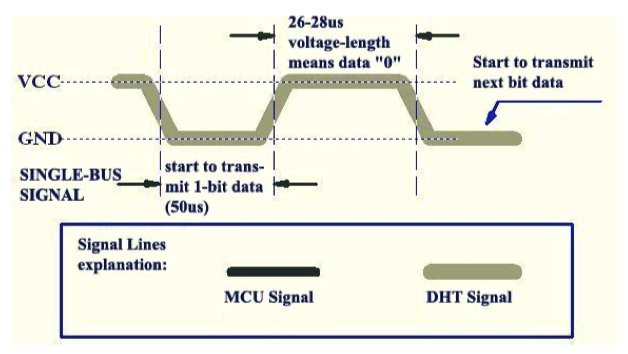 26-28us
voltage-length
means data "0"
Start to transmit
next bit data
VCC
GND
SINGLE-BUS
SIGNAL
start to trans-
mit 1-bit data
(50us)
Signal Lines
explanation:
MCU Signal
DHT Signal